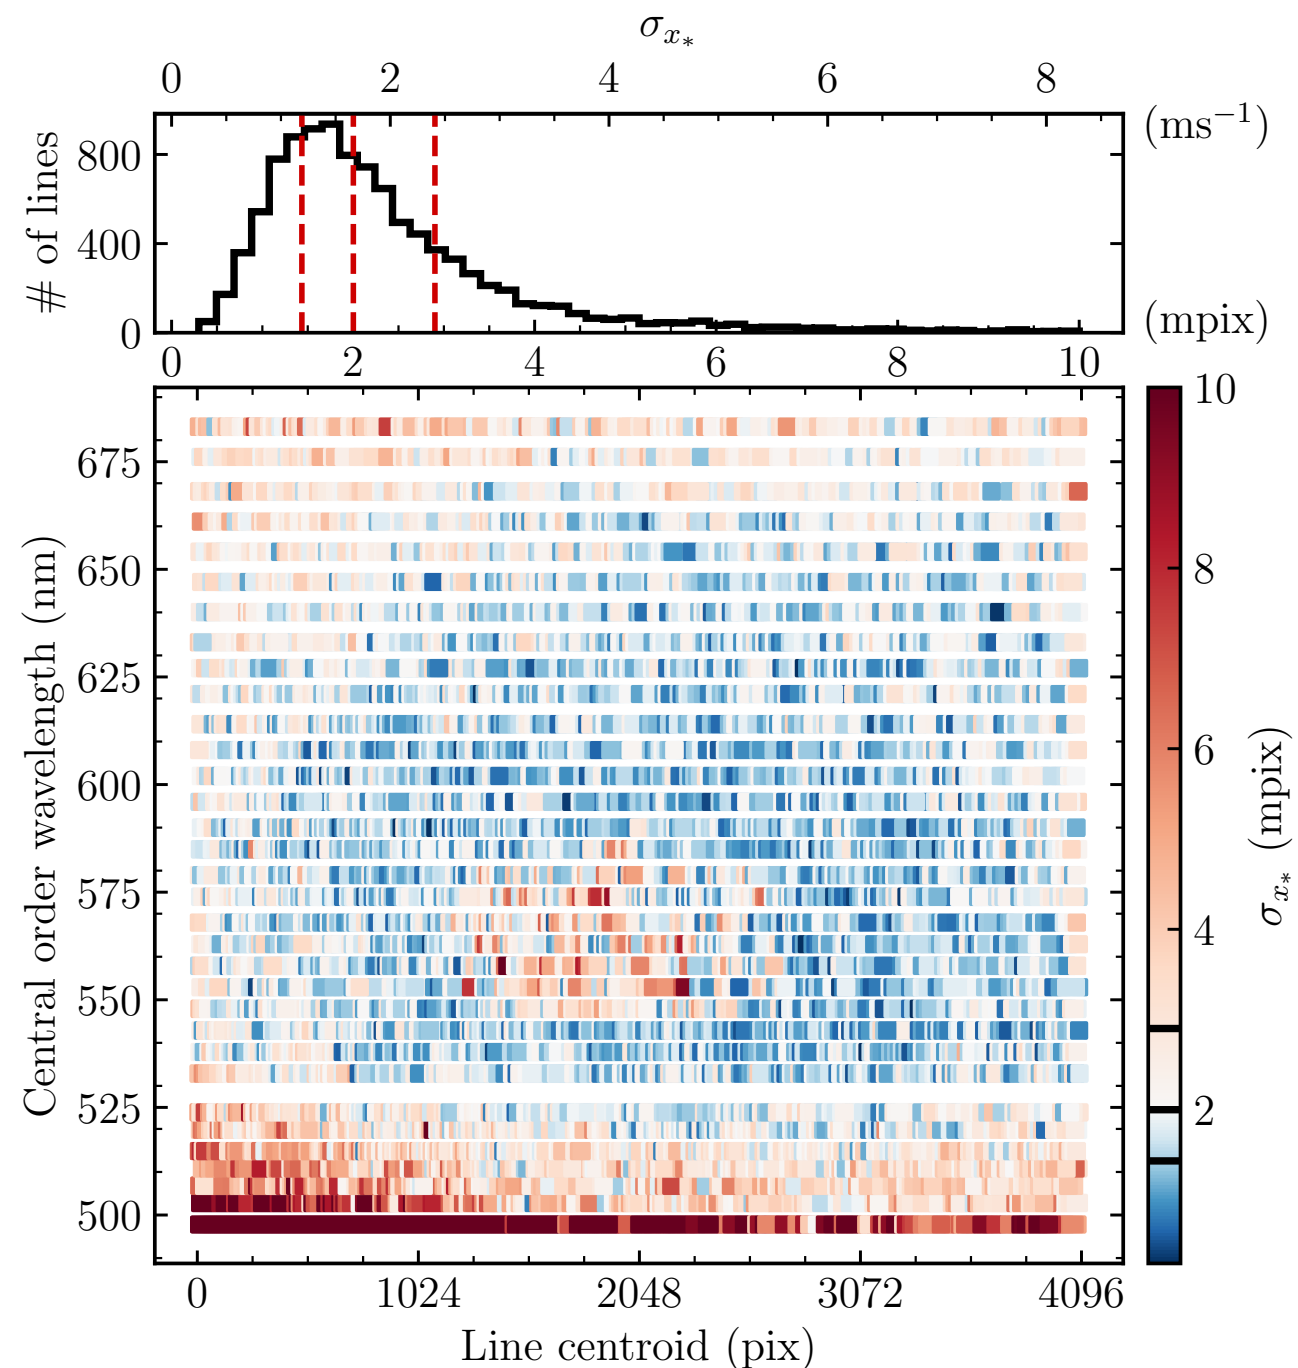 σx*
0 2 4 6 8
(ms−1)
# of lines
800
400
0
(mpix)
0 2 4 6 8 10
Central order wavelength (nm)
675
650
625
600
575
550
525
500
0 1024 2048 3072 4096
Line centroid (pix)
10
8
6
4
2
σx* (mpix)